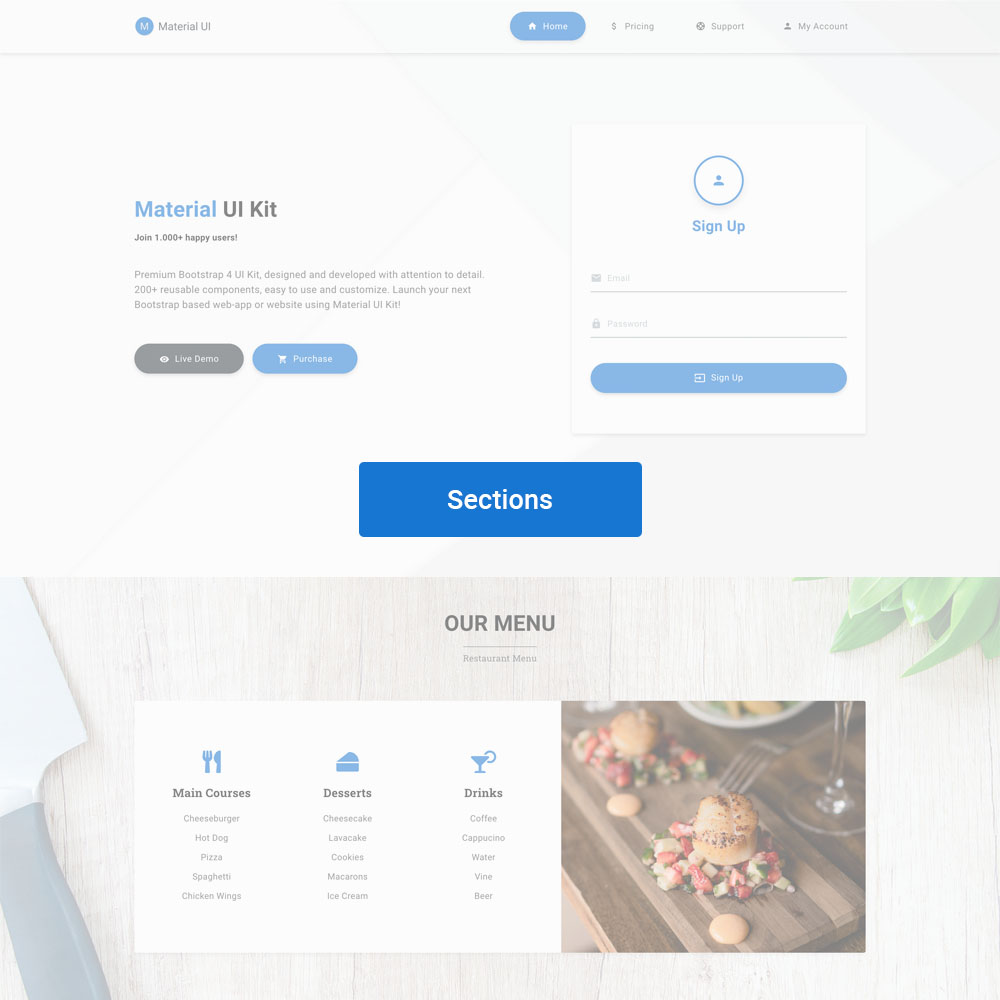 M Material UI
Home
$ Pricing
Support
My Account
Material UI Kit
Join 1.000+ happy users!
Premium Bootstrap 4 UI Kit, designed and developed with attention to detail.
200+ reusable components, easy to use and customize. Launch your next
Bootstrap based web-app or website using Material UI Kit!
Live Demo
Purchase
Sign Up
Email
Password
Sign Up
Sections
OUR MENU
Restaurant Menu
Main Courses
Cheeseburger
Hot Dog
Pizza
Spaghetti
Chicken Wings
Desserts
Cheesecake
Lavacake
Cookies
Macarons
Ice Cream
Drinks
Coffee
Cappucino
Water
Vine
Beer